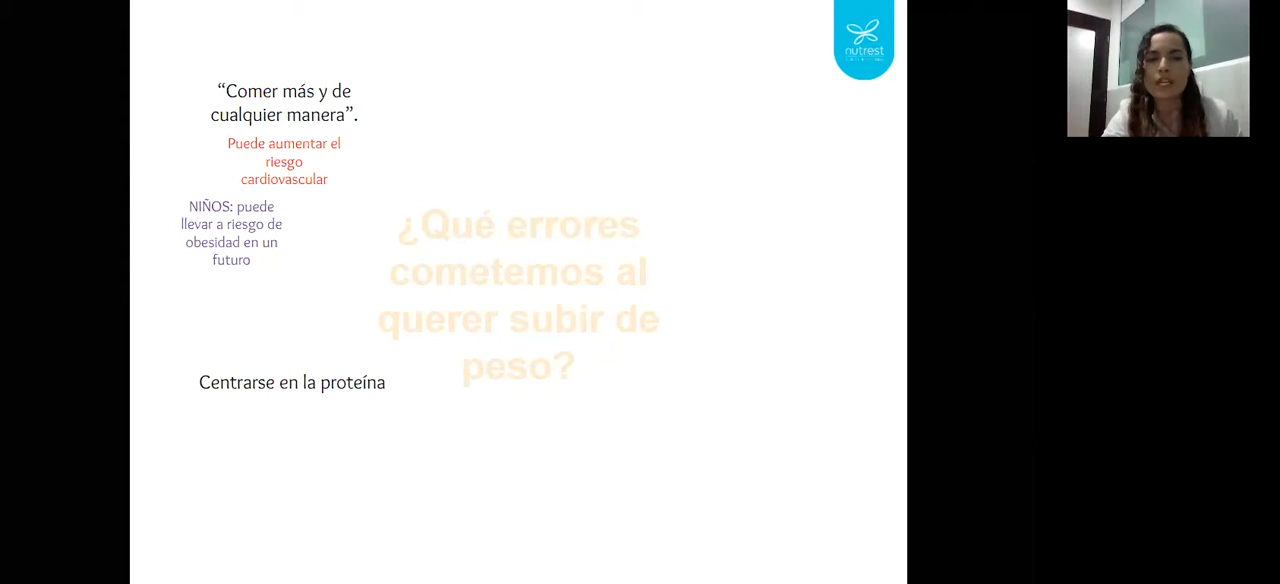 nutrest
“Comer más y de
cualquier manera”.
Puede aumentar el
riesgo
cardiovascular
NIÑOS: puede
llevar a riesgo de
obesidad en un
futuro
¿Qué errores
cometemos al
querer subir de
peso?
Centrarse en la proteína